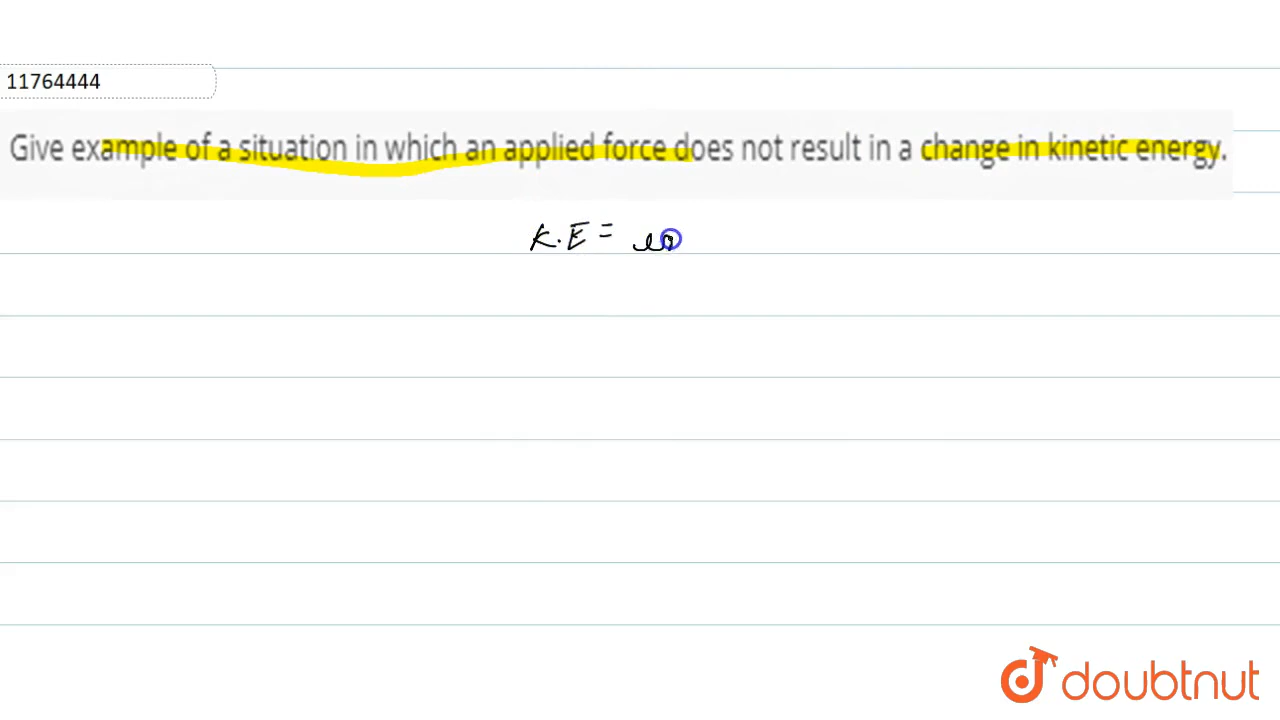 11764444
Give example of a situation in which an applied force does not result in a change in kinetic energy.
K.E =
doubtnut